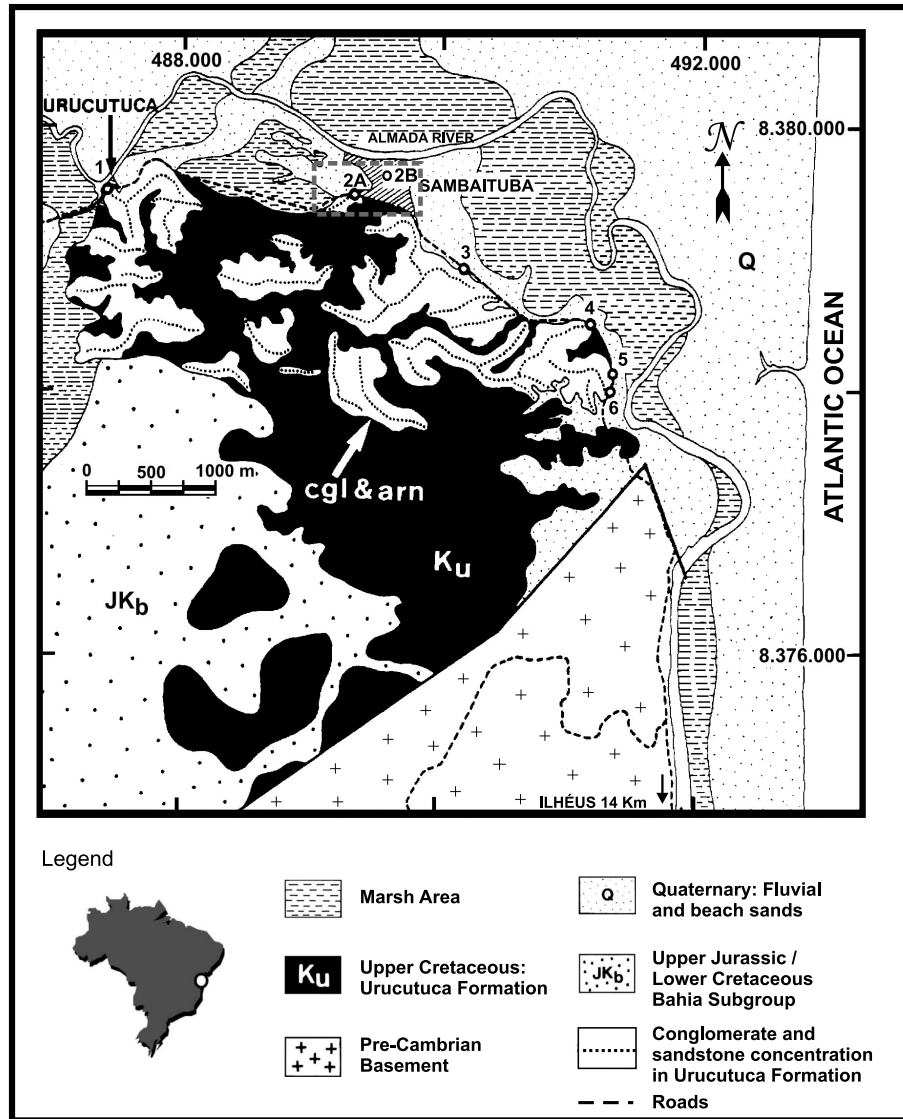 488.000
492.000
URUCUTUCA
ALMADA RIVER
8.380.000
N
1
2A
2B
SAMBAITUBA
Q
3
4
5
6
ATLANTIC OCEAN
0 500 1000 m.
cgl & arn
Ku
JKb
8.376.000
ILHÉUS 14 Km
Legend
Marsh Area
Q
Quaternary: Fluvial
and beach sands
Ku
Upper Cretaceous:
Urucutuca Formation
JKb
Upper Jurassic /
Lower Cretaceous
Bahia Subgroup
Pre-Cambrian
Basement
Conglomerate and
sandstone concentration
in Urucutuca Formation
Roads